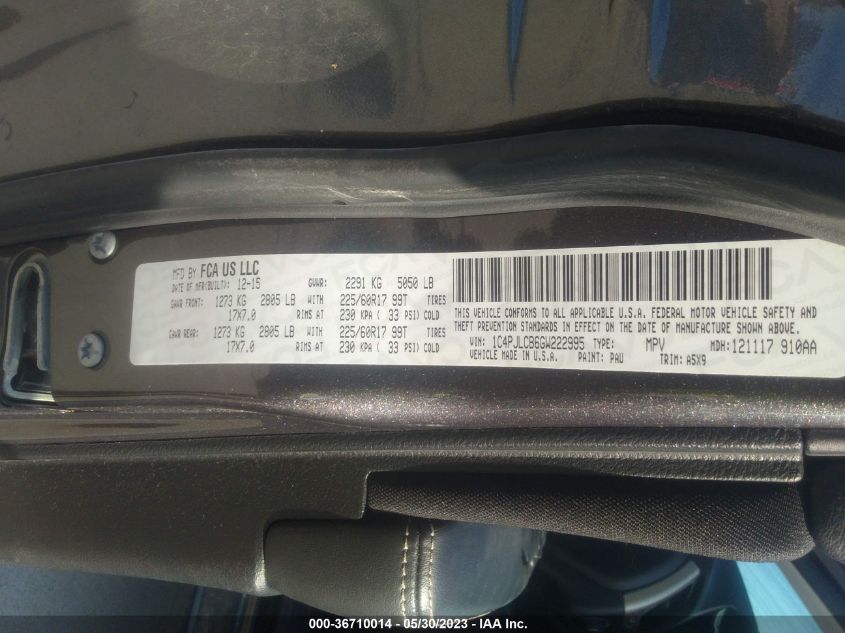 MFD BY FCA US LLC
DATE OF MFR(BUILT): 12-15 GVWR: 2291 KG 5050 LB
GAWR FRONT: 1273 KG 2805 LB WITH 225/60R17 99T TIRES
17X7.0 RIMS AT 230 KPA ( 33 PSI) COLD
GAWR REAR: 1273 KG 2805 LB WITH 225/60R17 99T TIRES
17X7.0 RIMS AT 230 KPA ( 33 PSI) COLD
THIS VEHICLE CONFORMS TO ALL APPLICABLE U.S.A. FEDERAL MOTOR VEHICLE SAFETY AND
THEFT PREVENTION STANDARDS IN EFFECT ON THE DATE OF MANUFACTURE SHOWN ABOVE.
VIN: 1C4PJLCB6GW222995 TYPE: MPV MDH: 121117 910AA
VEHICLE MADE IN U.S.A. PAINT: PAU TRIM: A5X9
000-36710014 - 05/30/2023 - IAAI Inc.